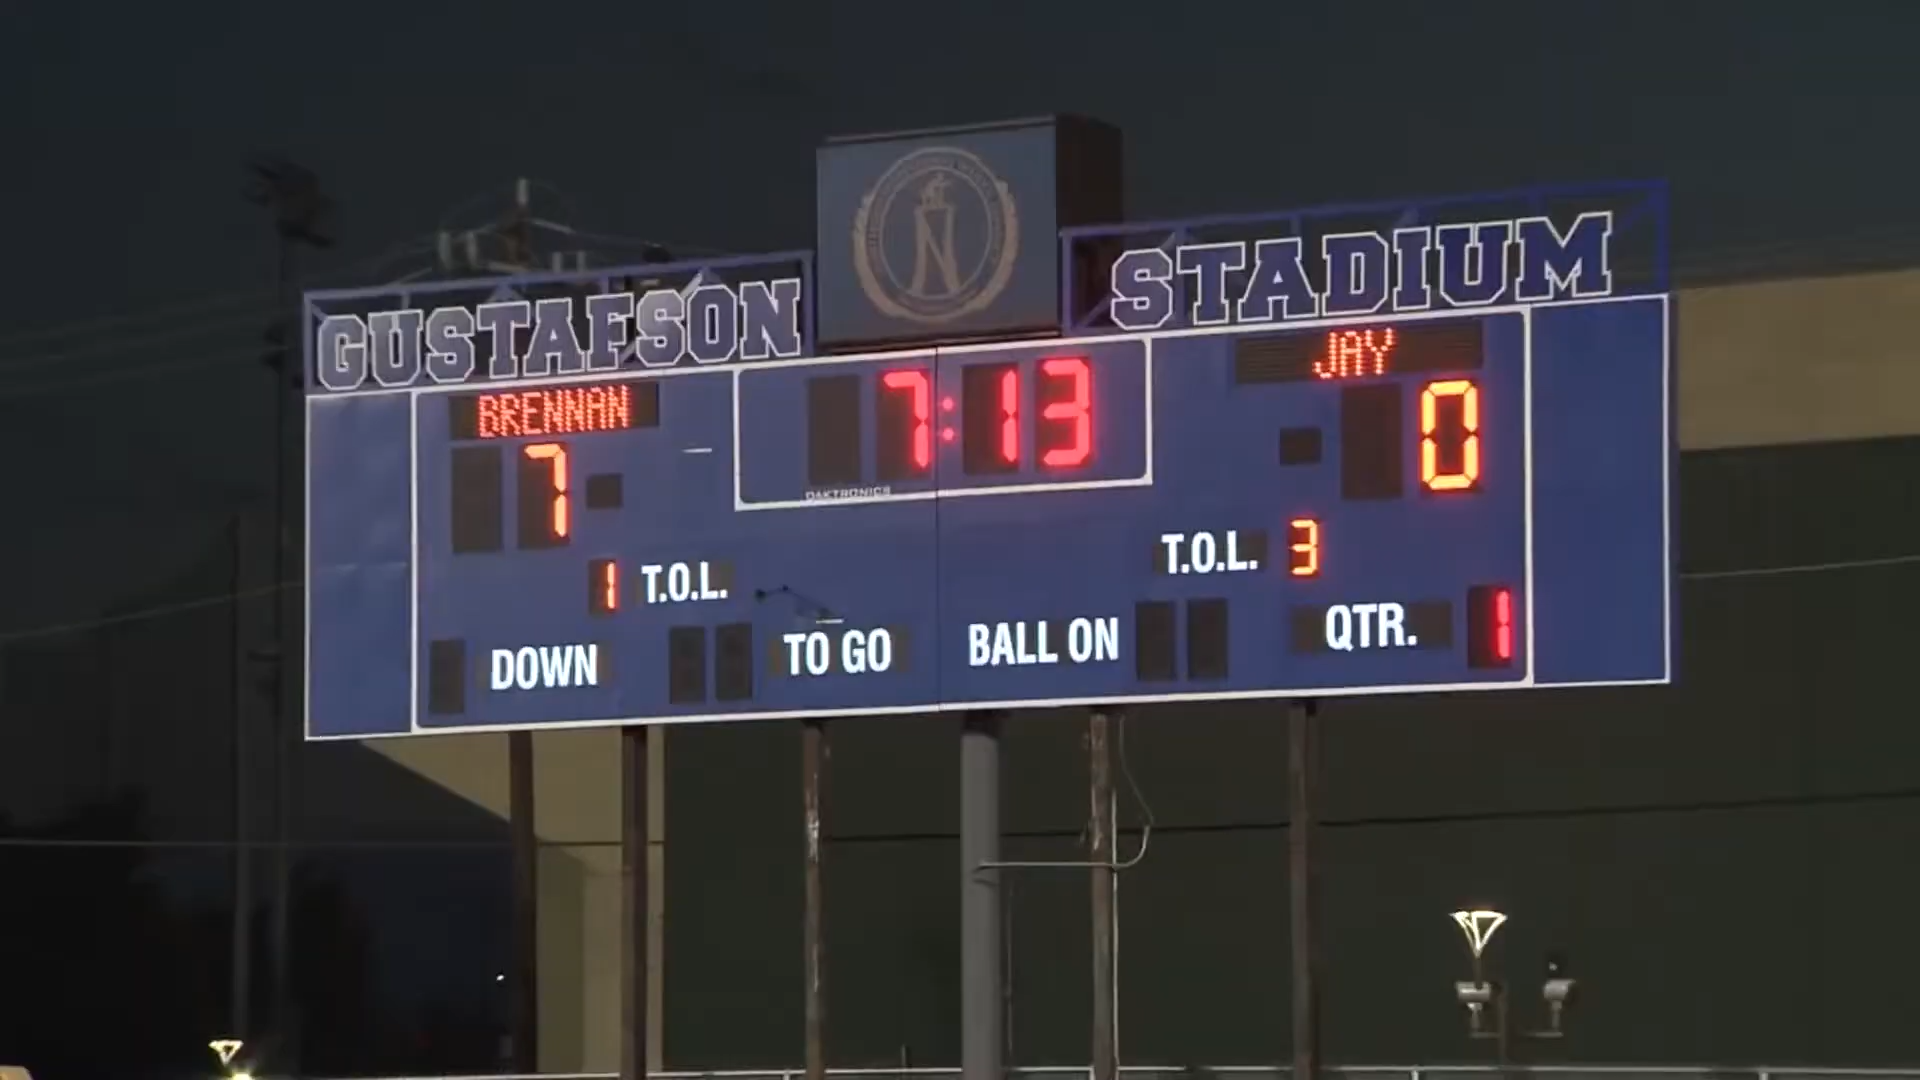 GUSTAFSON STADIUM
N
BRENNAN 7:13 JAY
7 0
DAKTRONICS
1 T.O.L. T.O.L. 3
DOWN TO GO BALL ON QTR. 1